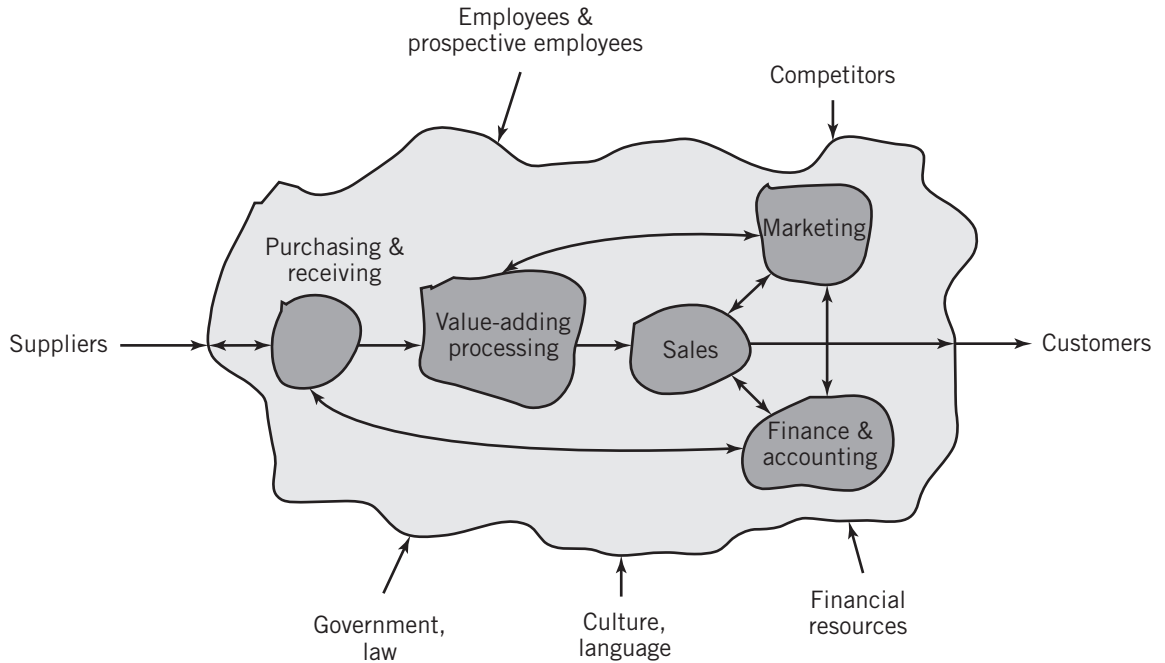 Employees &
prospective employees
Competitors
Marketing
Purchasing &
receiving
Value-adding
processing
Sales
Suppliers
Customers
Finance &
accounting
Government,
law
Culture,
language
Financial
resources